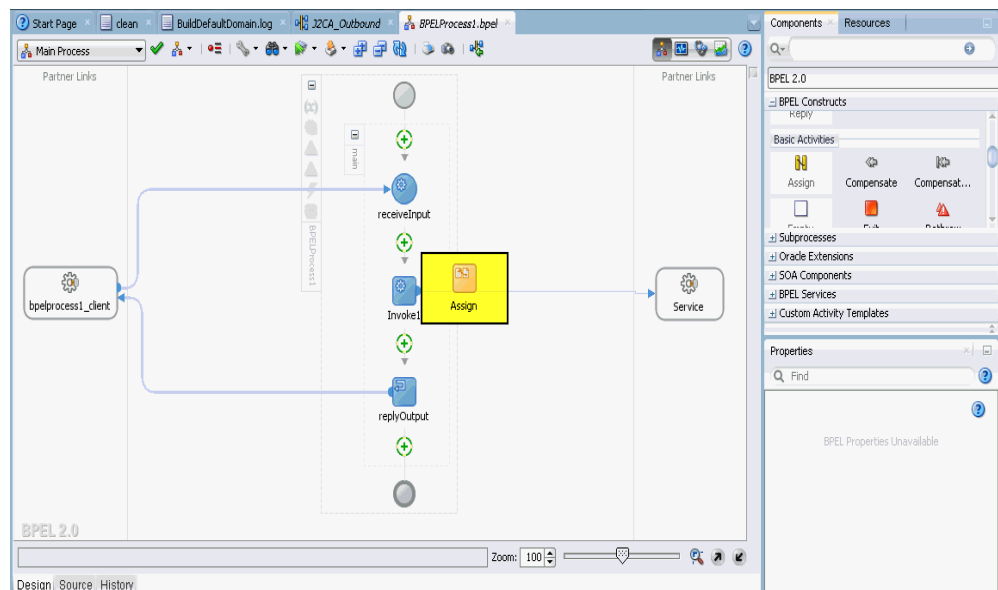 Start Page
clean
BuildDefaultDomain.log
J2CA_Outbound
BPELProcess1.bpel
Main Process
Partner Links
Partner Links
(x)
main
receiveInput
BPELProcess1
bpelprocess1_client
Invoke1
Assign
Service
replyOutput
BPEL 2.0
Zoom: 100
Design Source History
Components
Resources
BPEL 2.0
BPEL Constructs
Reply
Basic Activities
Assign
Compensate
Compensat...
Empty
Exit
Rethrow
Subprocesses
Oracle Extensions
SOA Components
BPEL Services
Custom Activity Templates
Properties
Find
BPEL Properties Unavailable